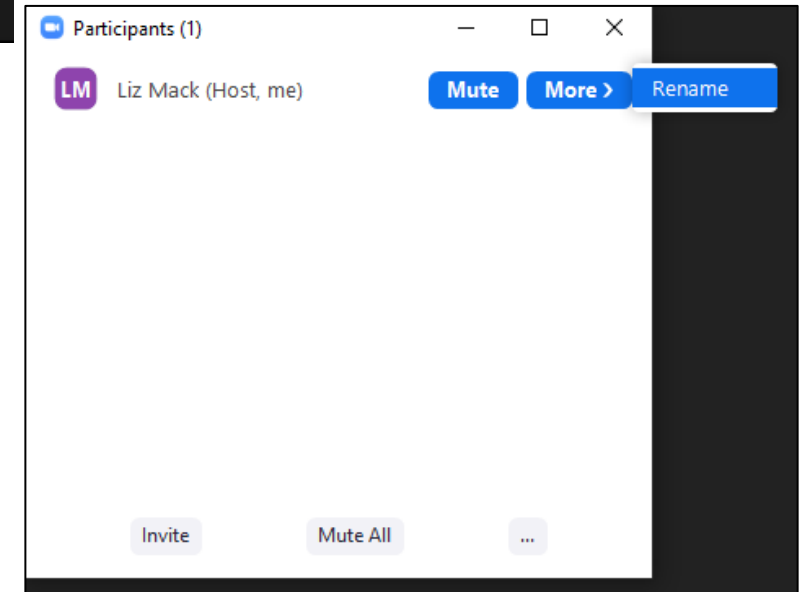 Participants (1)
LM Liz Mack (Host, me) Mute More › Rename
Invite Mute All ...